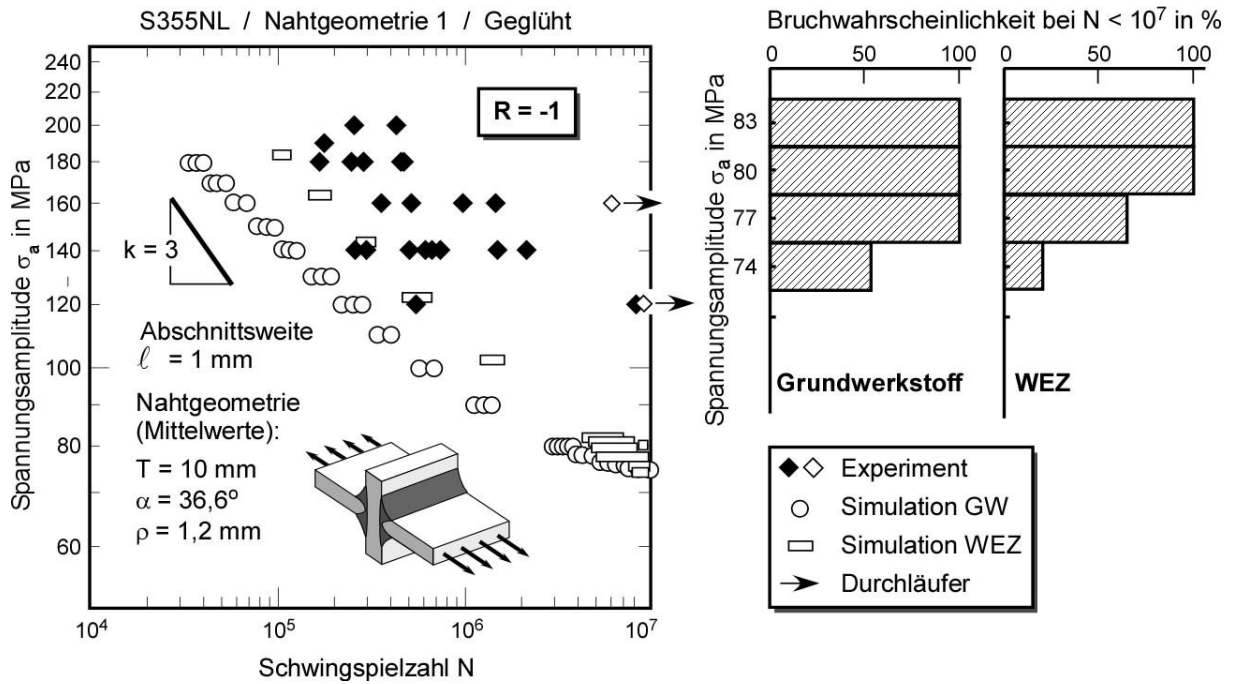 S355NL / Nahtgeometrie 1 / Geglüht
Spannungsamplitude σa in MPa
240
220
200
180
160
140
120
100
80
60
R = -1
k = 3
Abschnittsweite
ℓ = 1 mm
Nahtgeometrie
(Mittelwerte):
T = 10 mm
α = 36,6°
ρ = 1,2 mm
10⁴ 10⁵ 10⁶ 10⁷
Schwingspielzahl N
Bruchwahrscheinlichkeit bei N < 10⁷ in %
0 50 100 0 50 100
Spannungsamplitude σa in MPa
83
80
77
74
Grundwerkstoff WEZ
Experiment
Simulation GW
Simulation WEZ
Durchläufer